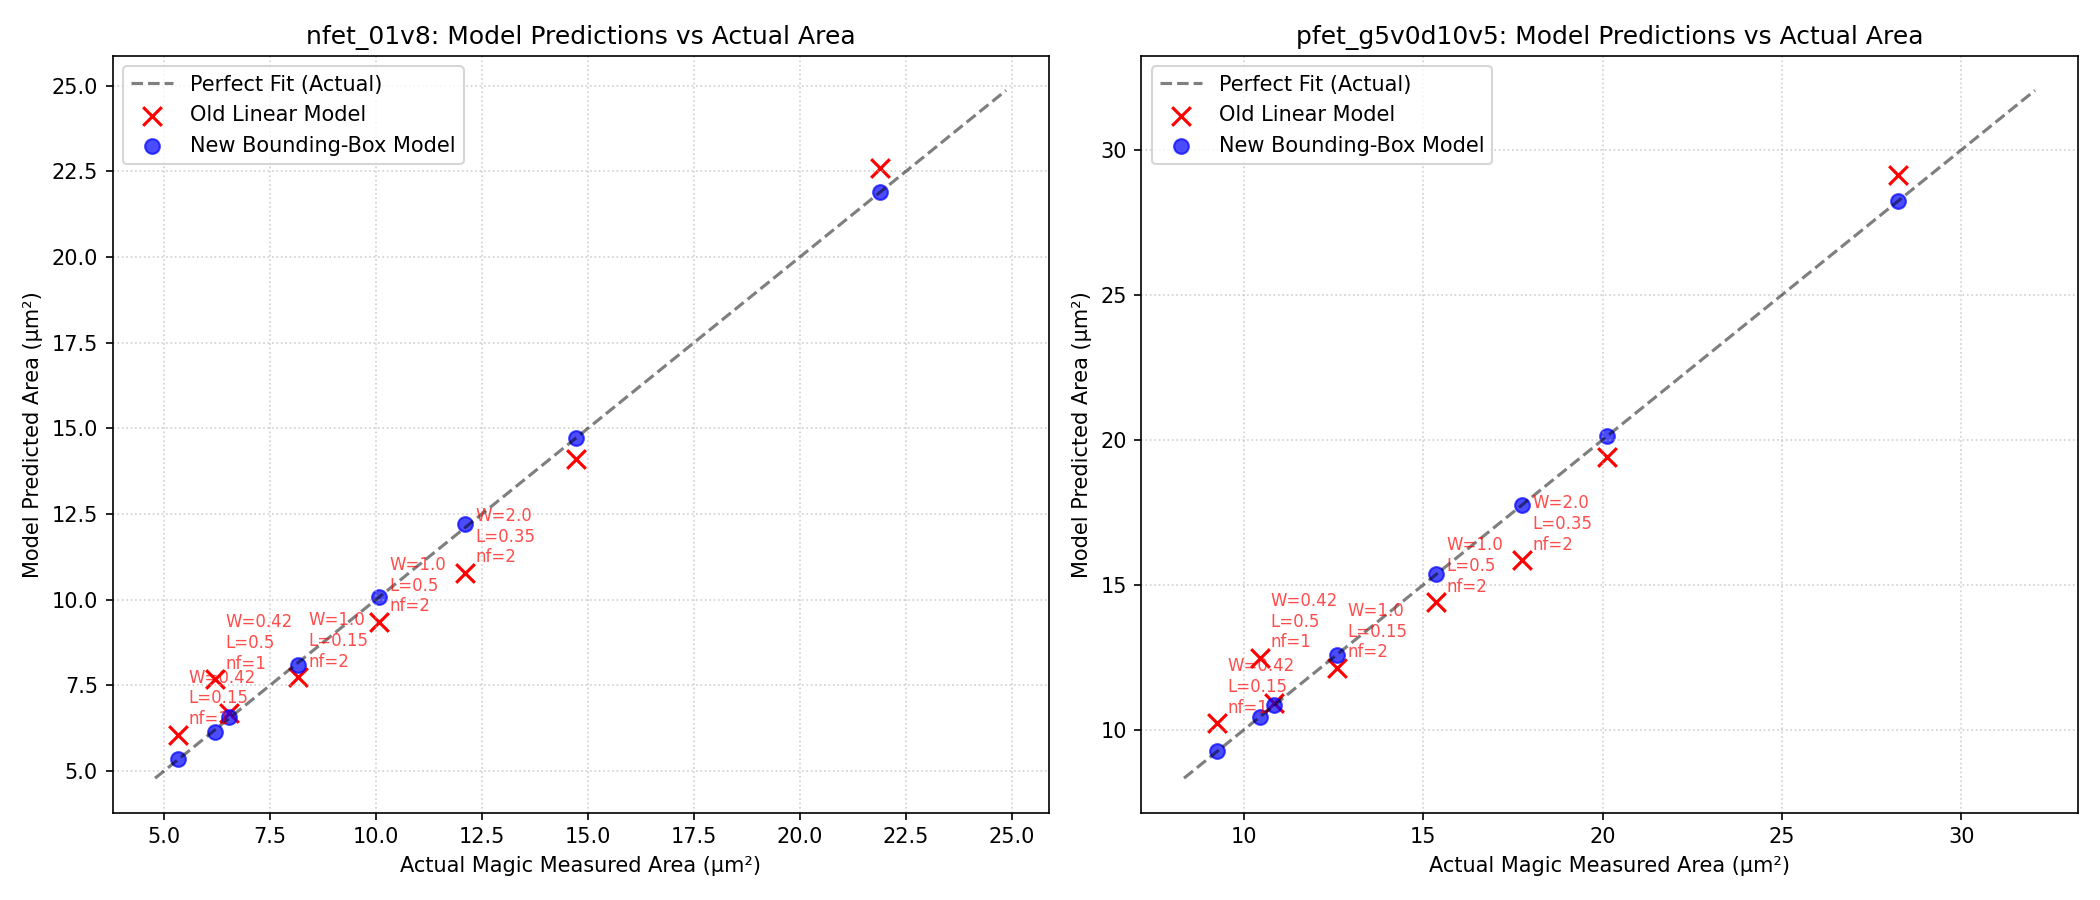 nfet_01v8: Model Predictions vs Actual Area
Perfect Fit (Actual)
Old Linear Model
New Bounding-Box Model
Model Predicted Area (μm²)
25.0
22.5
20.0
17.5
15.0
12.5
10.0
7.5
5.0
W=2.0
L=0.35
nf=2
W=1.0
L=0.5
nf=2
W=0.42
L=0.5
nf=1
W=1.0
L=0.15
nf=2
W=0.42
L=0.15
5.0 7.5 10.0 12.5 15.0 17.5 20.0 22.5 25.0
Actual Magic Measured Area (μm²)
pfet_g5v0d10v5: Model Predictions vs Actual Area
Perfect Fit (Actual)
Old Linear Model
New Bounding-Box Model
Model Predicted Area (μm²)
30
25
20
15
10
W=2.0
L=0.35
nf=2
W=1.0
L=0.5
nf=2
W=0.42
L=0.5
nf=1
W=1.0
L=0.15
nf=2
W=0.42
L=0.15
nf=1
10 15 20 25 30
Actual Magic Measured Area (μm²)